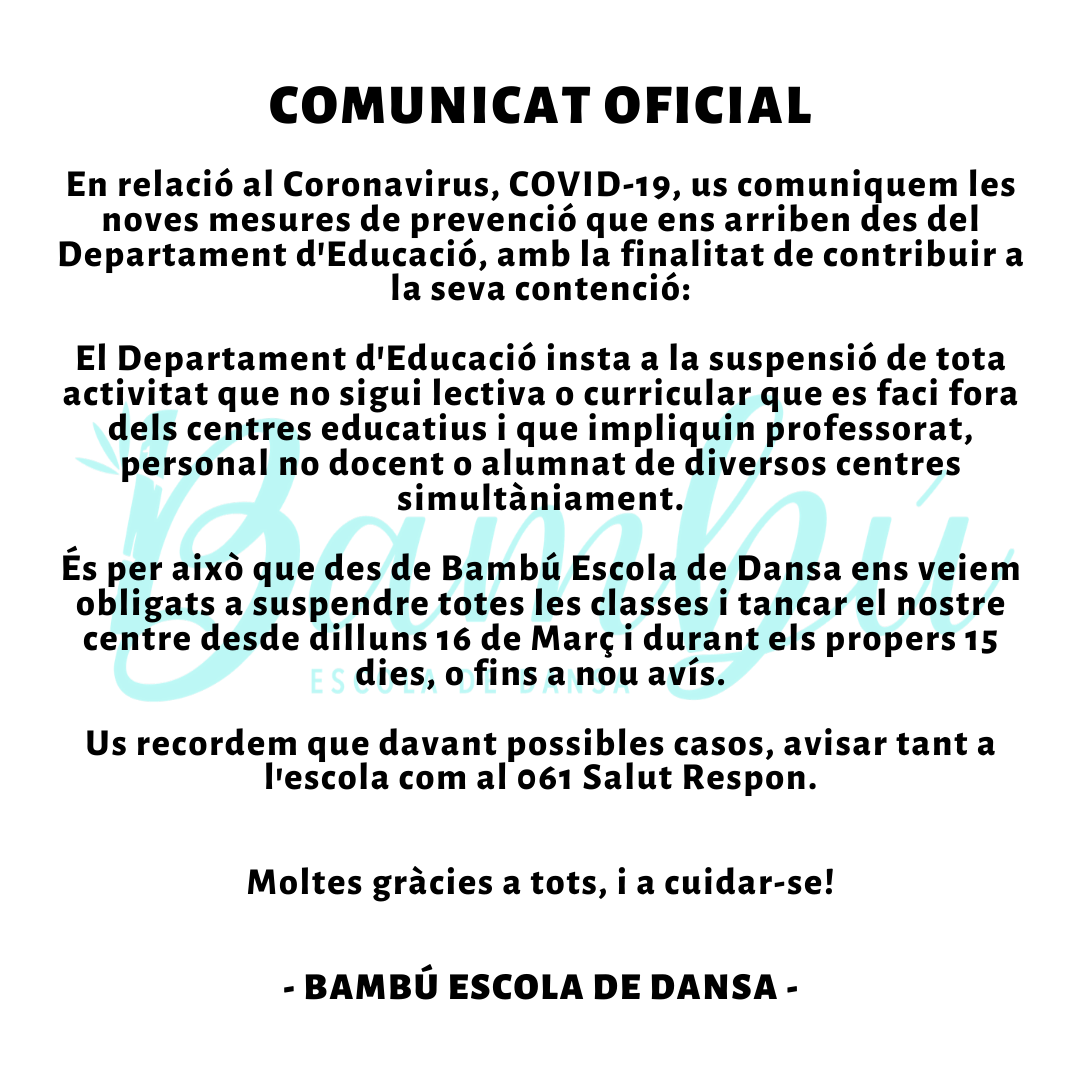 COMUNICAT OFICIAL
En relació al Coronavirus, COVID-19, us comuniquem les
noves mesures de prevenció que ens arriben des del
Departament d'Educació, amb la finalitat de contribuir a
la seva contenció:
El Departament d'Educació insta a la suspensió de tota
activitat que no sigui lectiva o curricular que es faci fora
dels centres educatius i que impliquin professorat,
personal no docent o alumnat de diversos centres
simultàniament.
És per això que des de Bambú Escola de Dansa ens veiem
obligats a suspendre totes les classes i tancar el nostre
centre desde dilluns 16 de Març i durant els propers 15
dies, o fins a nou avís.
Us recordem que davant possibles casos, avisar tant a
l'escola com al 061 Salut Respon.
Moltes gràcies a tots, i a cuidar-se!
- BAMBÚ ESCOLA DE DANSA -
Bambú
ESCOLA DE DANSA